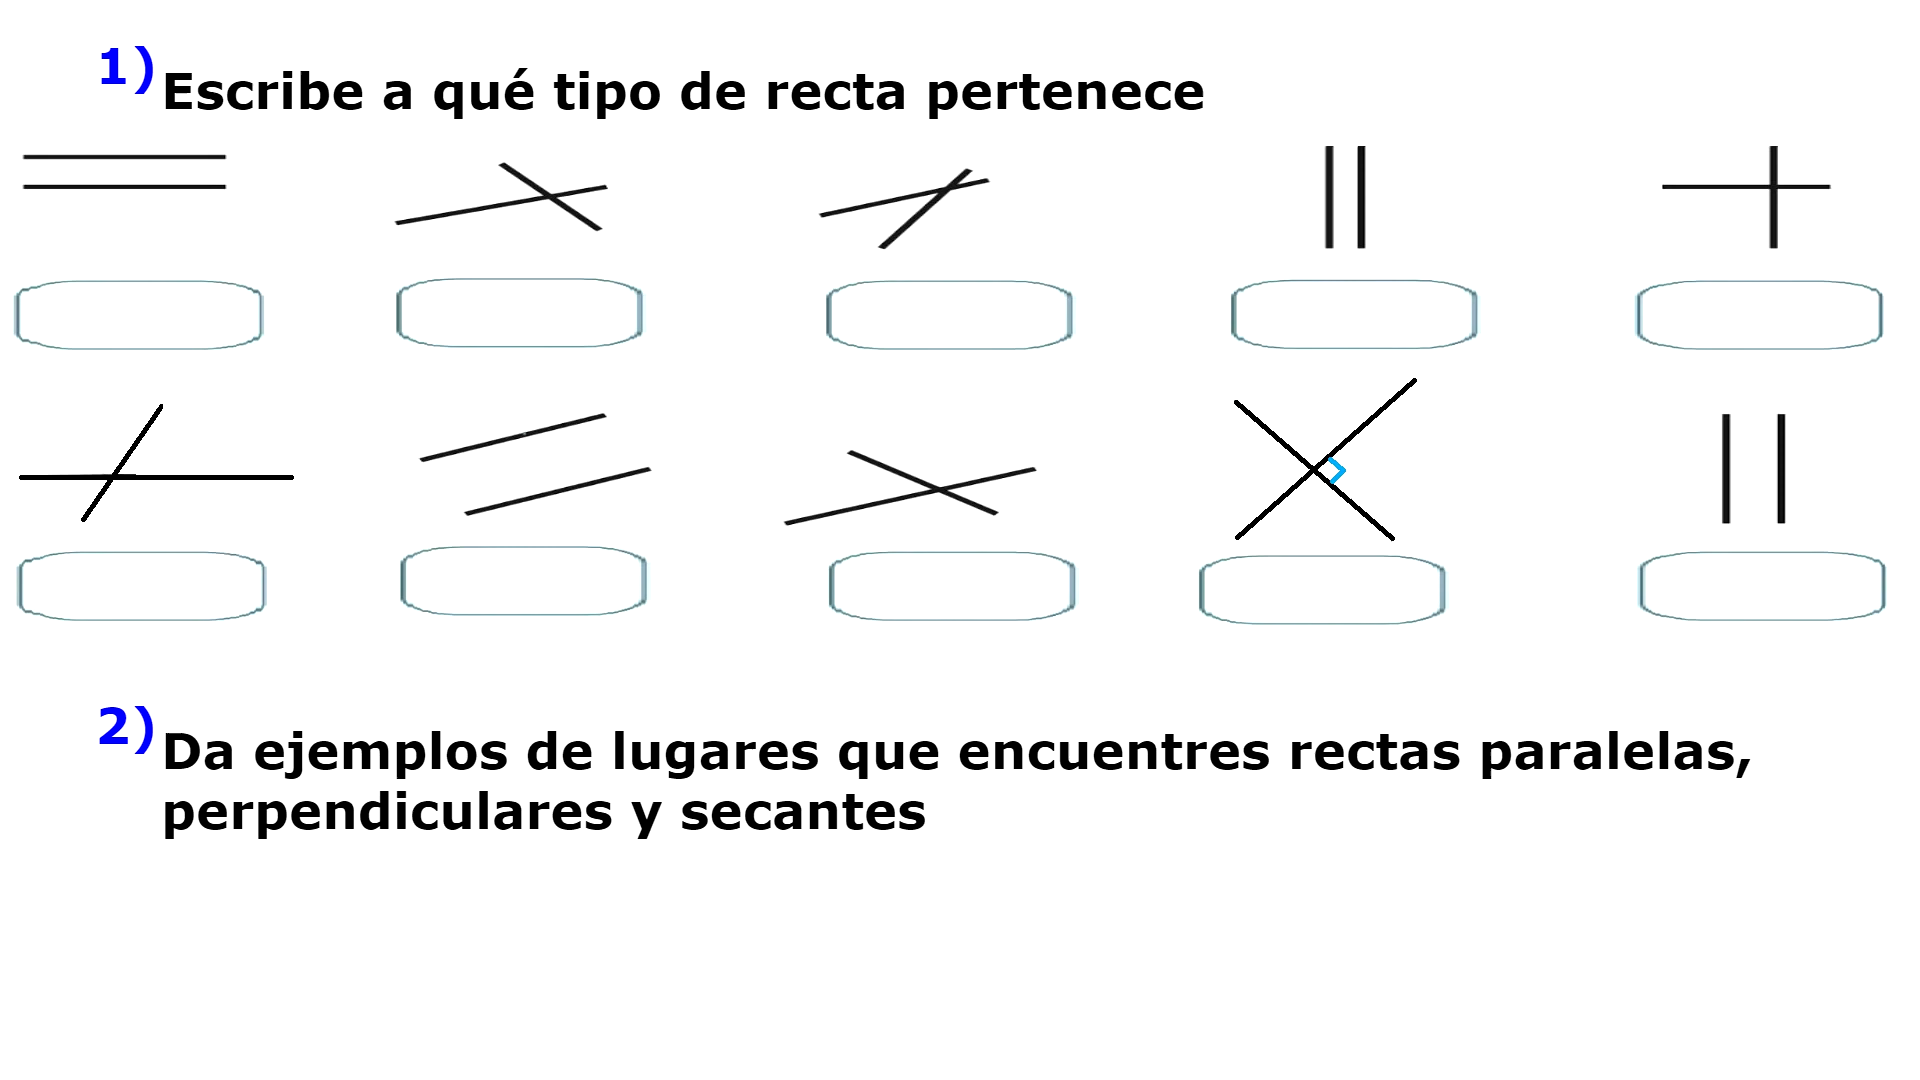 1) Escribe a qué tipo de recta pertenece
2) Da ejemplos de lugares que encuentres rectas paralelas,
perpendiculares y secantes